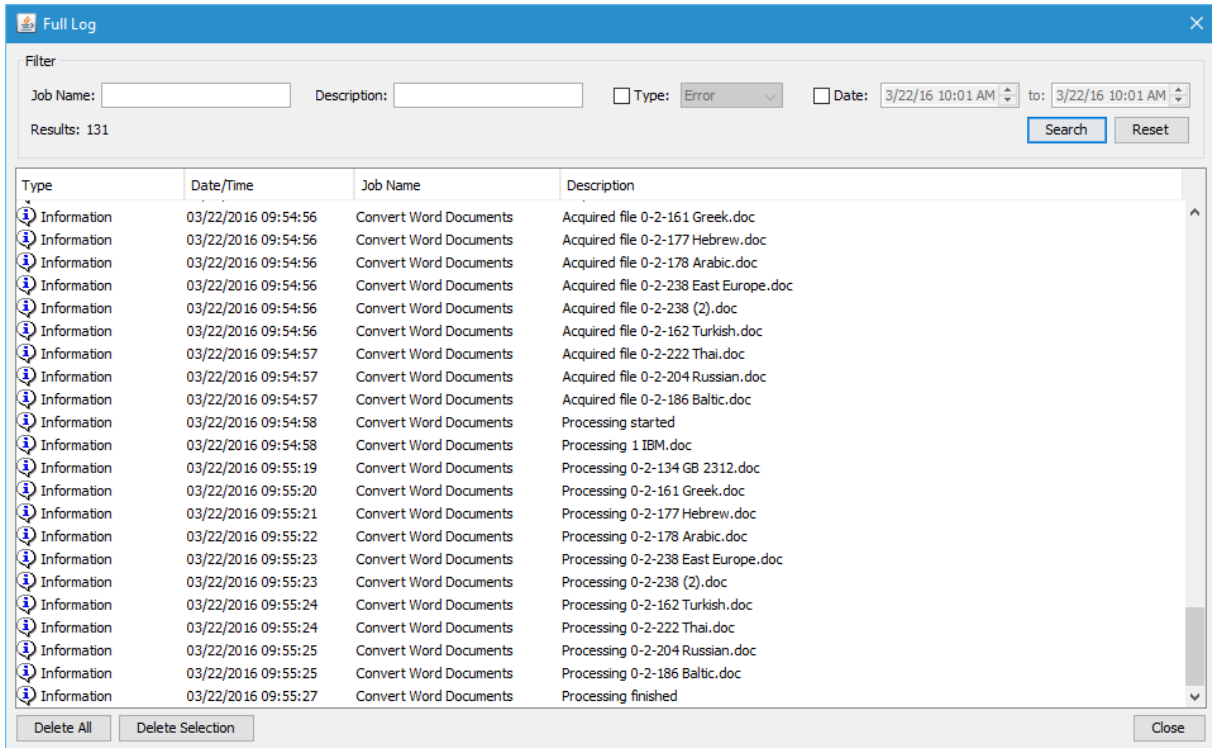 Full Log
Filter
Job Name: Description: Type: Error Date: 3/22/16 10:01 AM to: 3/22/16 10:01 AM
Results: 131 Search Reset
Type Date/Time Job Name Description
Information 03/22/2016 09:54:56 Convert Word Documents Acquired file 0-2-161 Greek.doc
Information 03/22/2016 09:54:56 Convert Word Documents Acquired file 0-2-177 Hebrew.doc
Information 03/22/2016 09:54:56 Convert Word Documents Acquired file 0-2-178 Arabic.doc
Information 03/22/2016 09:54:56 Convert Word Documents Acquired file 0-2-238 East Europe.doc
Information 03/22/2016 09:54:56 Convert Word Documents Acquired file 0-2-238 (2).doc
Information 03/22/2016 09:54:56 Convert Word Documents Acquired file 0-2-162 Turkish.doc
Information 03/22/2016 09:54:57 Convert Word Documents Acquired file 0-2-222 Thai.doc
Information 03/22/2016 09:54:57 Convert Word Documents Acquired file 0-2-204 Russian.doc
Information 03/22/2016 09:54:57 Convert Word Documents Acquired file 0-2-186 Baltic.doc
Information 03/22/2016 09:54:58 Convert Word Documents Processing started
Information 03/22/2016 09:54:58 Convert Word Documents Processing 1 IBM.doc
Information 03/22/2016 09:55:19 Convert Word Documents Processing 0-2-134 GB 2312.doc
Information 03/22/2016 09:55:20 Convert Word Documents Processing 0-2-161 Greek.doc
Information 03/22/2016 09:55:21 Convert Word Documents Processing 0-2-177 Hebrew.doc
Information 03/22/2016 09:55:22 Convert Word Documents Processing 0-2-178 Arabic.doc
Information 03/22/2016 09:55:23 Convert Word Documents Processing 0-2-238 East Europe.doc
Information 03/22/2016 09:55:23 Convert Word Documents Processing 0-2-238 (2).doc
Information 03/22/2016 09:55:24 Convert Word Documents Processing 0-2-162 Turkish.doc
Information 03/22/2016 09:55:24 Convert Word Documents Processing 0-2-222 Thai.doc
Information 03/22/2016 09:55:25 Convert Word Documents Processing 0-2-204 Russian.doc
Information 03/22/2016 09:55:25 Convert Word Documents Processing 0-2-186 Baltic.doc
Information 03/22/2016 09:55:27 Convert Word Documents Processing finished
Delete All Delete Selection Close